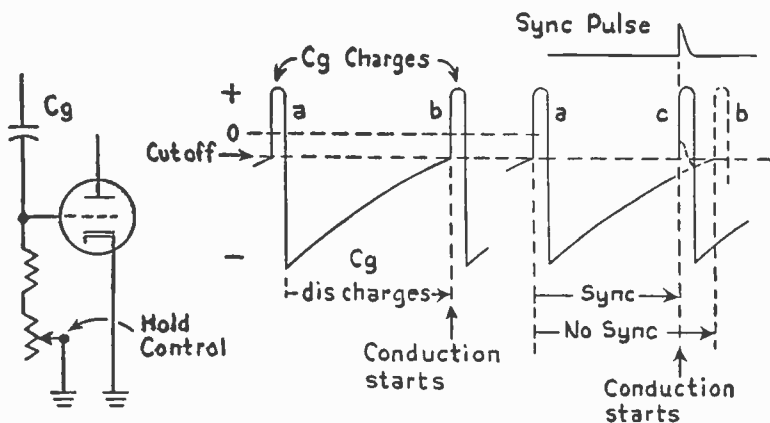 Sync Pulse
Cg Charges
Cg
+
a
b
a
c
b
0
Cutoff
-
Cg
dis charges
Sync
No Sync
Hold
Control
Conduction
starts
Conduction
starts